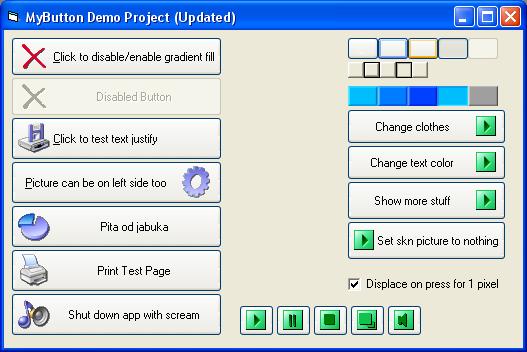 MyButton Demo Project (Updated)
Click to disable/enable gradient fill
Disabled Button
Click to test text justify
Picture can be on left side too
Pita od jabuka
Print Test Page
Shut down app with scream
Change clothes
Change text color
Show more stuff
Set skn picture to nothing
Displace on press for 1 pixel